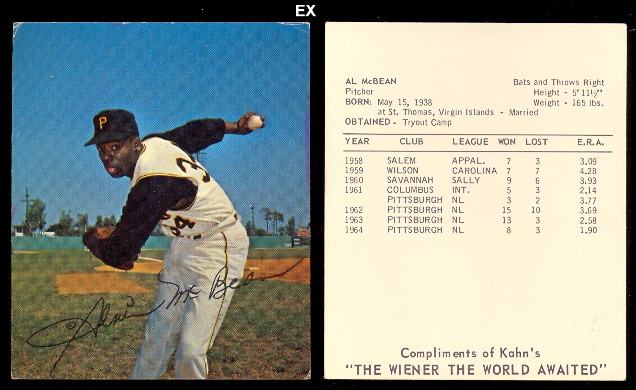 EX
P
34
34
Alvin McBean
AL McBEAN
Bats and Throws Right
Pitcher
Height - 5' 11½"
BORN: May 15, 1938
Weight - 165 lbs.
at St. Thomas, Virgin Islands - Married
OBTAINED - Tryout Camp
YEAR CLUB LEAGUE WON LOST E.R.A.
1958 SALEM APPAL. 7 3 3.09
1959 WILSON CAROLINA 7 7 4.28
1960 SAVANNAH SALLY 9 6 3.93
1961 COLUMBUS INT. 5 3 2.14
PITTSBURGH NL 3 2 3.77
1962 PITTSBURGH NL 15 10 3.69
1963 PITTSBURGH NL 13 3 2.58
1964 PITTSBURGH NL 8 3 1.90
Compliments of Kahn's
"THE WIENER THE WORLD AWAITED"